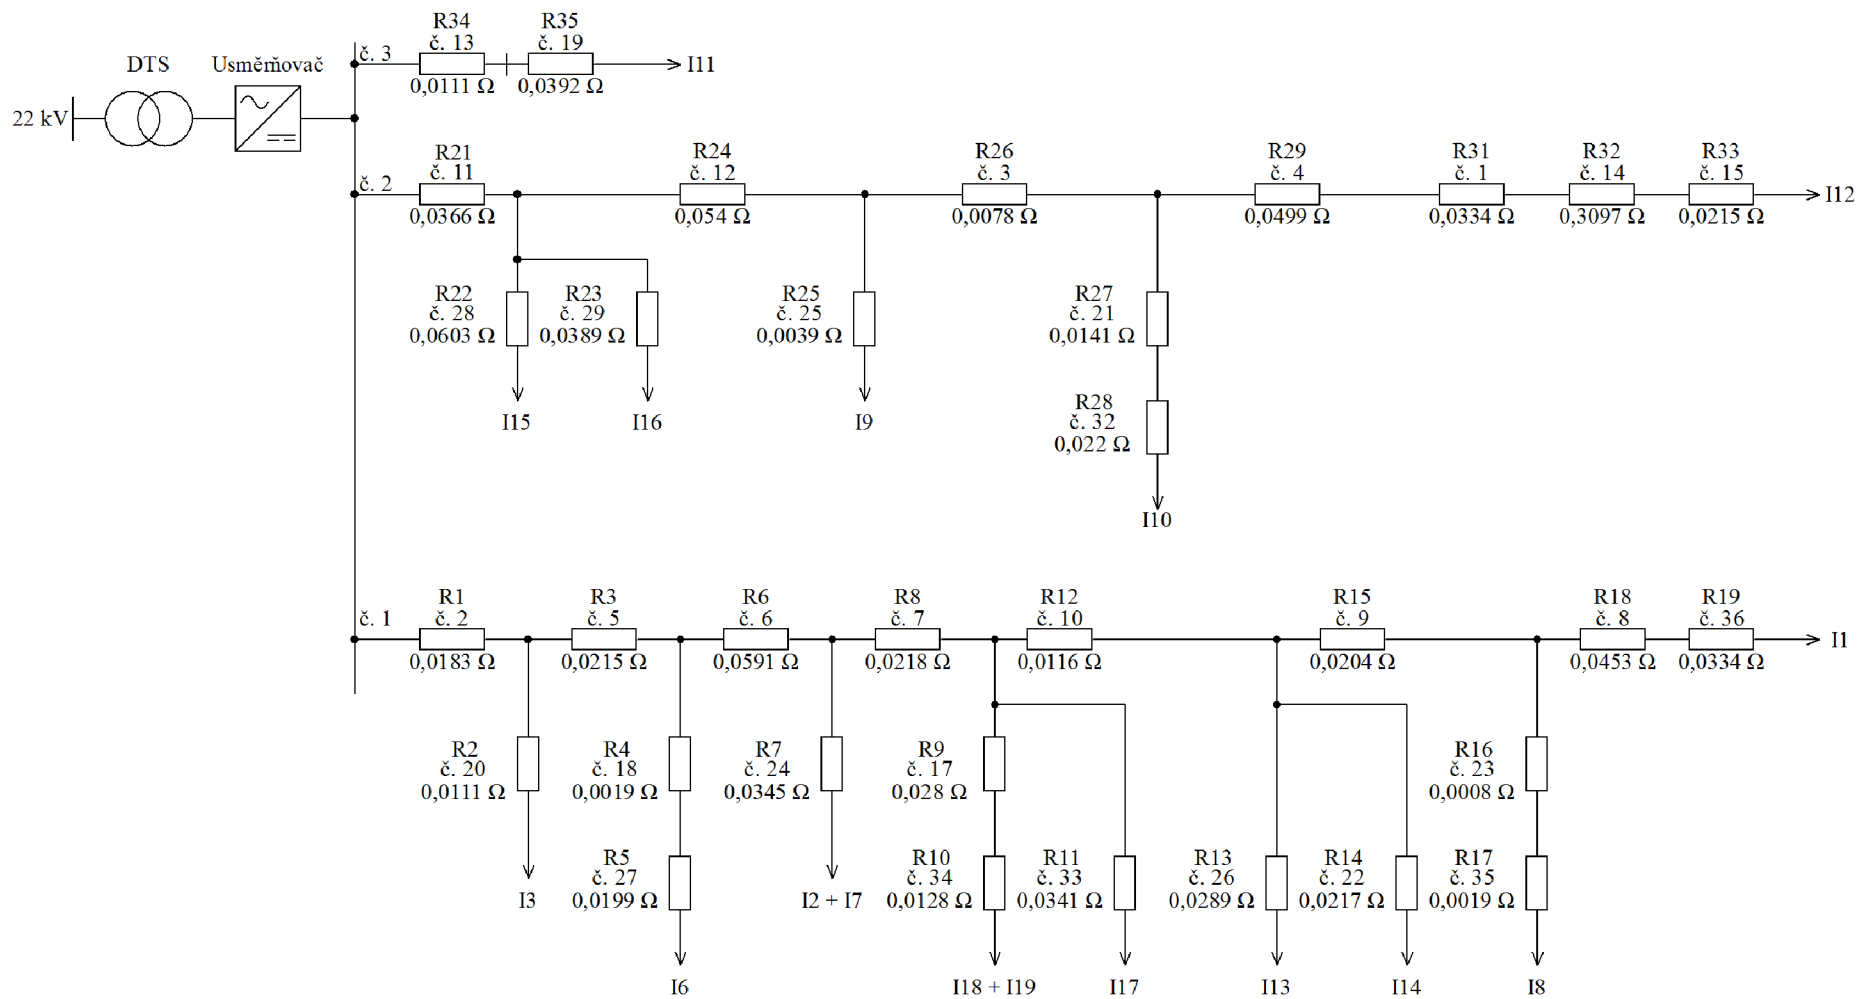 DTS
Usměrňovač
22 kV
č. 3
R34
č. 13
0,0111 Ω
R35
č. 19
0,0392 Ω
I11
č. 2
R21
č. 11
0,0366 Ω
R24
č. 12
0,054 Ω
R26
č. 3
0,0078 Ω
R29
č. 4
0,0499 Ω
R31
č. 1
0,0334 Ω
R32
č. 14
0,3097 Ω
R33
č. 15
0,0215 Ω
I12
R22
č. 28
0,0603 Ω
R23
č. 29
0,0389 Ω
R25
č. 25
0,0039 Ω
R27
č. 21
0,0141 Ω
I15
I16
I9
R28
č. 32
0,022 Ω
I10
č. 1
R1
č. 2
0,0183 Ω
R3
č. 5
0,0215 Ω
R6
č. 6
0,0591 Ω
R8
č. 7
0,0218 Ω
R12
č. 10
0,0116 Ω
R15
č. 9
0,0204 Ω
R18
č. 8
0,0453 Ω
R19
č. 36
0,0334 Ω
I1
R2
č. 20
0,0111 Ω
R4
č. 18
0,0019 Ω
R7
č. 24
0,0345 Ω
R9
č. 17
0,028 Ω
R16
č. 23
0,0008 Ω
R5
č. 27
0,0199 Ω
R10
č. 34
0,0128 Ω
R11
č. 33
0,0341 Ω
R13
č. 26
0,0289 Ω
R14
č. 22
0,0217 Ω
R17
č. 35
0,0019 Ω
I3
I2 + I7
I6
I18 + I19
I17
I13
I14
I8